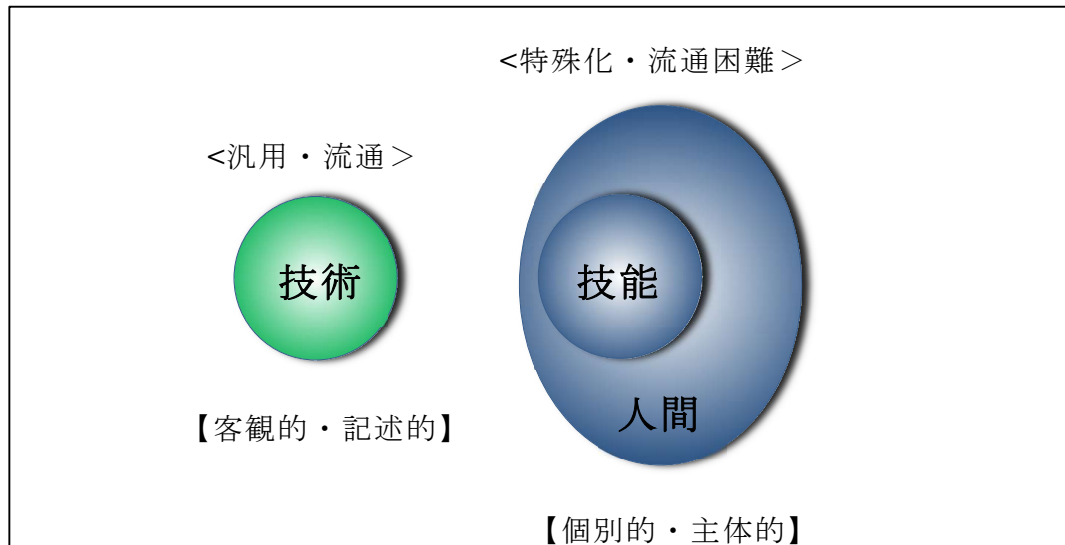 <特殊化・流通困難＞
<汎用・流通＞
技術
技能
人間
【客観的・記述的】
【個別的・主体的】